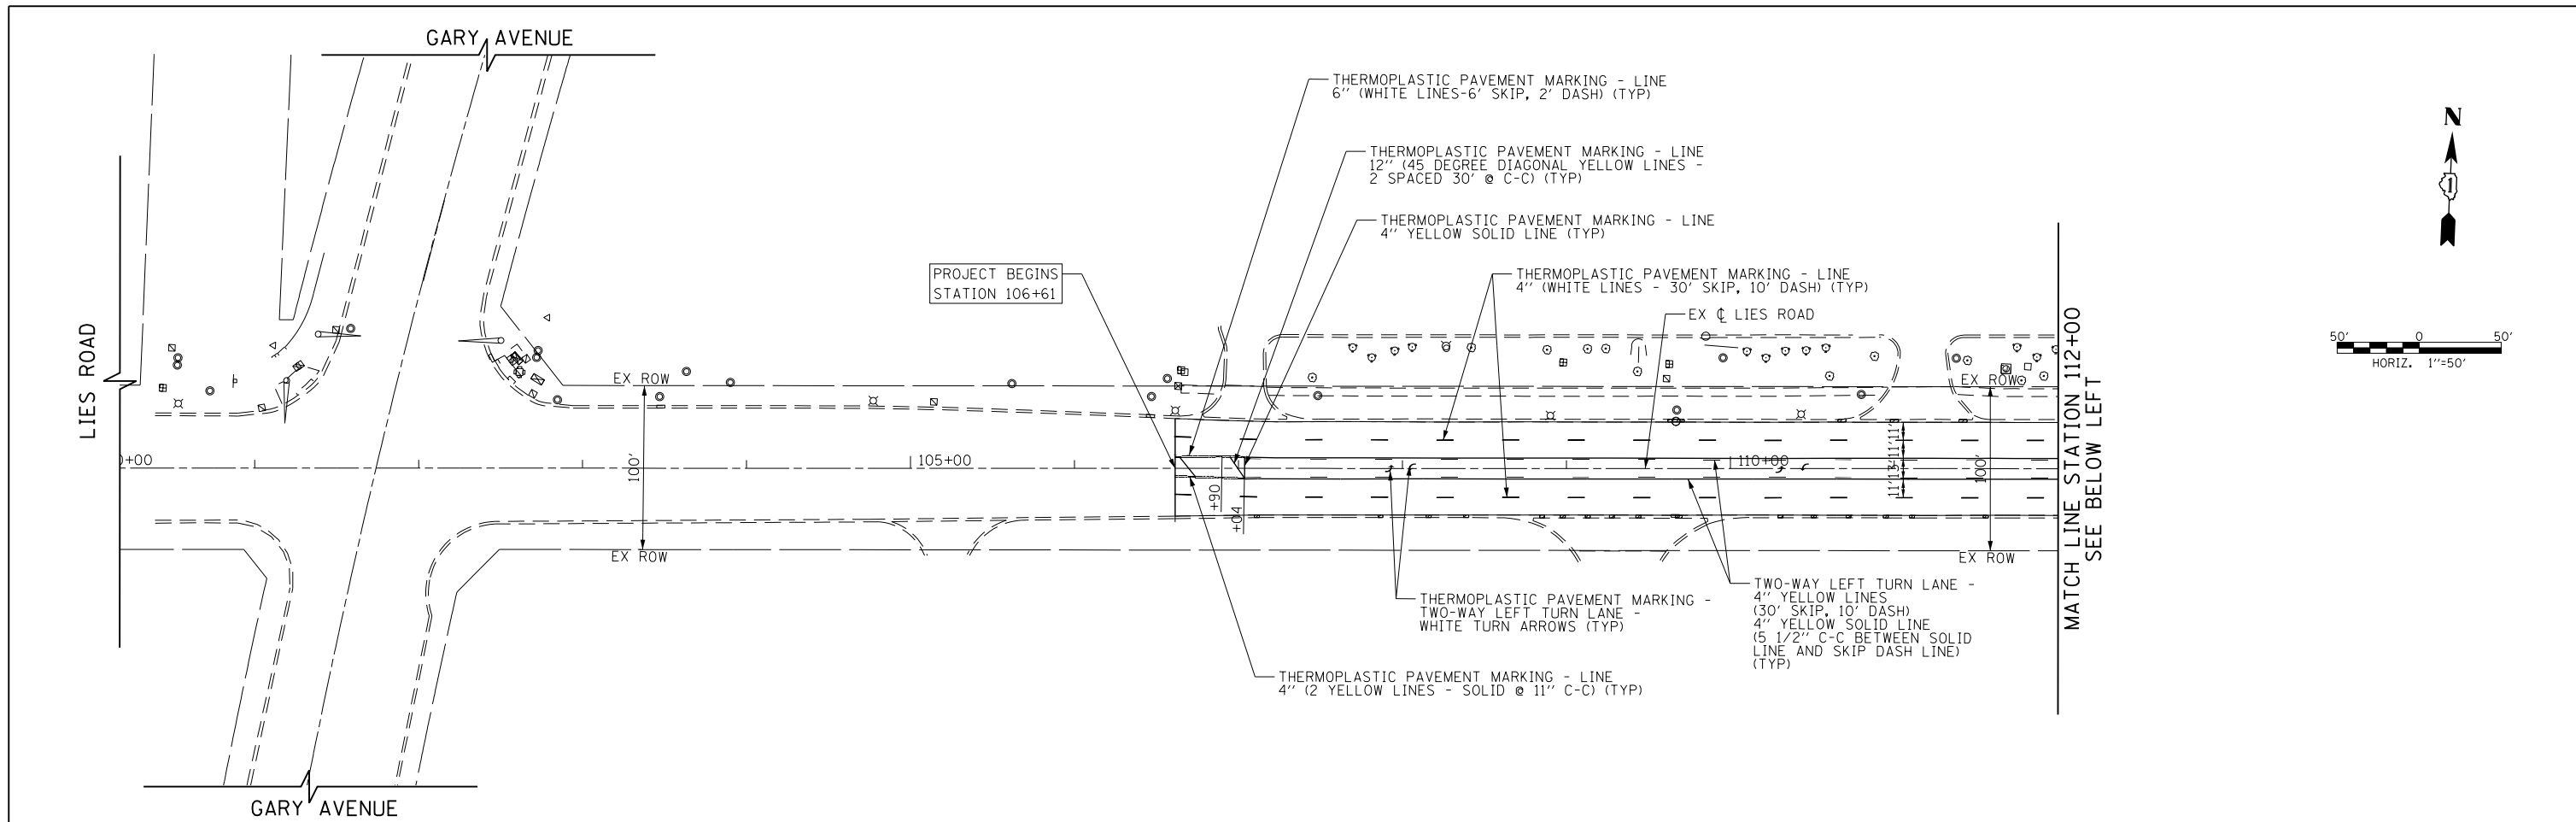 GARY AVENUE
THERMOPLASTIC PAVEMENT MARKING - LINE
6'' (WHITE LINES-6' SKIP, 2' DASH) (TYP)
THERMOPLASTIC PAVEMENT MARKING - LINE
12'' (45 DEGREE DIAGONAL YELLOW LINES -
2 SPACED 30' @ C-C) (TYP)
THERMOPLASTIC PAVEMENT MARKING - LINE
4'' YELLOW SOLID LINE (TYP)
PROJECT BEGINS
STATION 106+61
THERMOPLASTIC PAVEMENT MARKING - LINE
4'' (WHITE LINES - 30' SKIP, 10' DASH) (TYP)
EX ℄ LIES ROAD
N
1
50' 0 50'
HORIZ. 1''=50'
LIES ROAD
EX ROW
EX ROW
0+00
100'
105+00
110+00
11' 11'
11' 13'
100'
+90
+04
EX ROW
EX ROW
MATCH LINE STATION 112+00
SEE BELOW LEFT
THERMOPLASTIC PAVEMENT MARKING -
TWO-WAY LEFT TURN LANE -
WHITE TURN ARROWS (TYP)
TWO-WAY LEFT TURN LANE -
4'' YELLOW LINES
(30' SKIP, 10' DASH)
4'' YELLOW SOLID LINE
(5 1/2'' C-C BETWEEN SOLID
LINE AND SKIP DASH LINE)
(TYP)
THERMOPLASTIC PAVEMENT MARKING - LINE
4'' (2 YELLOW LINES - SOLID @ 11'' C-C) (TYP)
GARY AVENUE